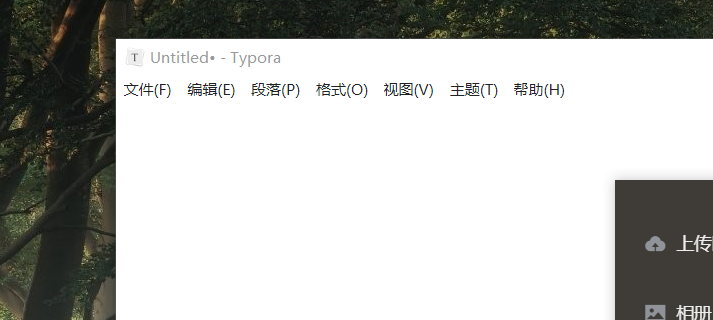 T Untitled• - Typora
文件(F) 编辑(E) 段落(P) 格式(O) 视图(V) 主题(T) 帮助(H)
上传
相册